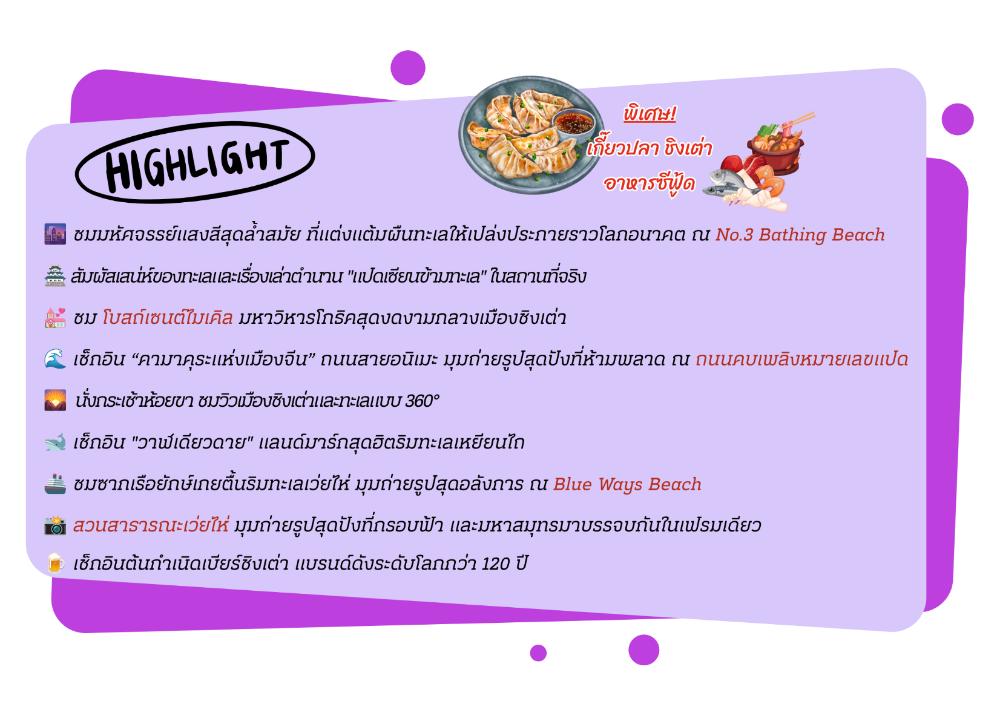 HIGHLIGHT
พิเศษ!
เกี๊ยวปลา ชิงเต่า
อาหารซีฟู้ด
ชมมหัศจรรย์แสงสีสุดล้ำสมัย ที่แต่งแต้มผืนทะเลให้เปล่งประกายราวโลกอนาคต ณ No.3 Bathing Beach
สัมผัสเสน่ห์ของทะเลและเรื่องเล่าตำนาน "แปดเซียนข้ามทะเล" ในสถานที่จริง
ชม โบสถ์เซนต์ไมเคิล มหาวิหารโกธิคสุดงดงามกลางเมืองชิงเต่า
เช็กอิน “คามาคุระแห่งเมืองจีน” ถนนสายอนิเมะ มุมถ่ายรูปสุดปังที่ห้ามพลาด ณ ถนนคบเพลิงหมายเลขแปด
นั่งกระเช้าห้อยขา ชมวิวเมืองชิงเต่าและทะเลแบบ 360°
เช็กอิน "วาฬเดียวดาย" แลนด์มาร์กสุดฮิตริมทะเลเหยียนไถ
ชมซากเรือยักษ์เกยตื้นริมทะเลเว่ยไห่ มุมถ่ายรูปสุดอลังการ ณ Blue Ways Beach
สวนสาธารณะเว่ยไห่ มุมถ่ายรูปสุดปังที่กรอบฟ้า และมหาสมุทรมาบรรจบกันในเฟรมเดียว
เช็กอินต้นกำเนิดเบียร์ชิงเต่า แบรนด์ดังระดับโลกกว่า 120 ปี